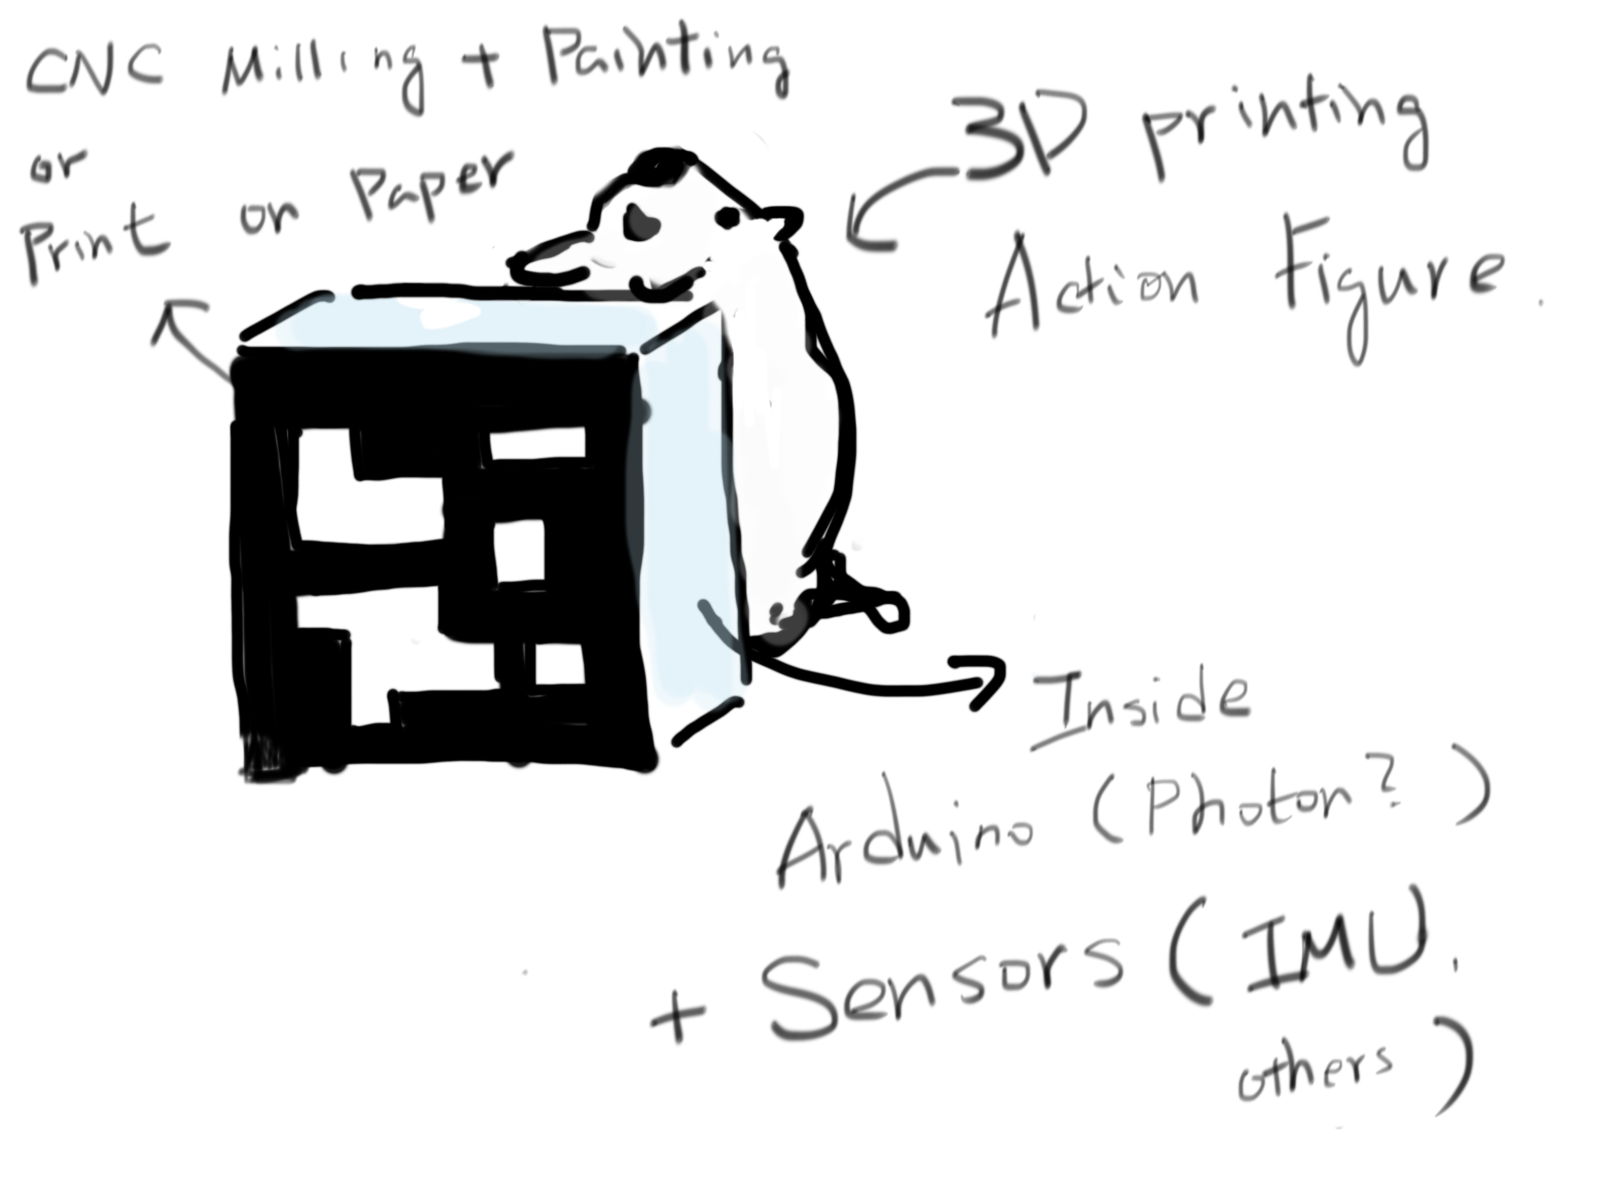 CNC Milling + Painting
or
Print on Paper
3D printing
Action Figure.
Inside
Arduino (Photon?)
+ Sensors (IMU,
others)